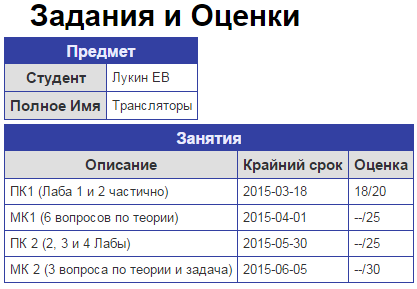 Задания и Оценки
Предмет
Студент Лукин ЕВ
Полное Имя Трансляторы
Занятия
Описание Крайний срок Оценка
ПК1 (Лаба 1 и 2 частично) 2015-03-18 18/20
МК1 (6 вопросов по теории) 2015-04-01 --/25
ПК 2 (2, 3 и 4 Лабы) 2015-05-30 --/25
МК 2 (3 вопроса по теории и задача) 2015-06-05 --/30